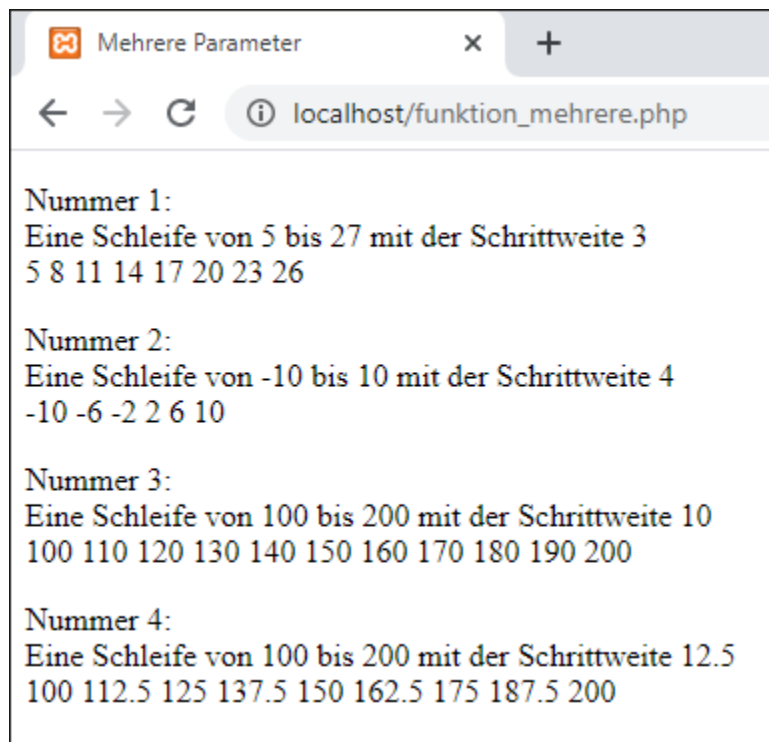 Mehrere Parameter
localhost/funktion_mehrere.php
Nummer 1:
Eine Schleife von 5 bis 27 mit der Schrittweite 3
5 8 11 14 17 20 23 26
Nummer 2:
Eine Schleife von -10 bis 10 mit der Schrittweite 4
-10 -6 -2 2 6 10
Nummer 3:
Eine Schleife von 100 bis 200 mit der Schrittweite 10
100 110 120 130 140 150 160 170 180 190 200
Nummer 4:
Eine Schleife von 100 bis 200 mit der Schrittweite 12.5
100 112.5 125 137.5 150 162.5 175 187.5 200